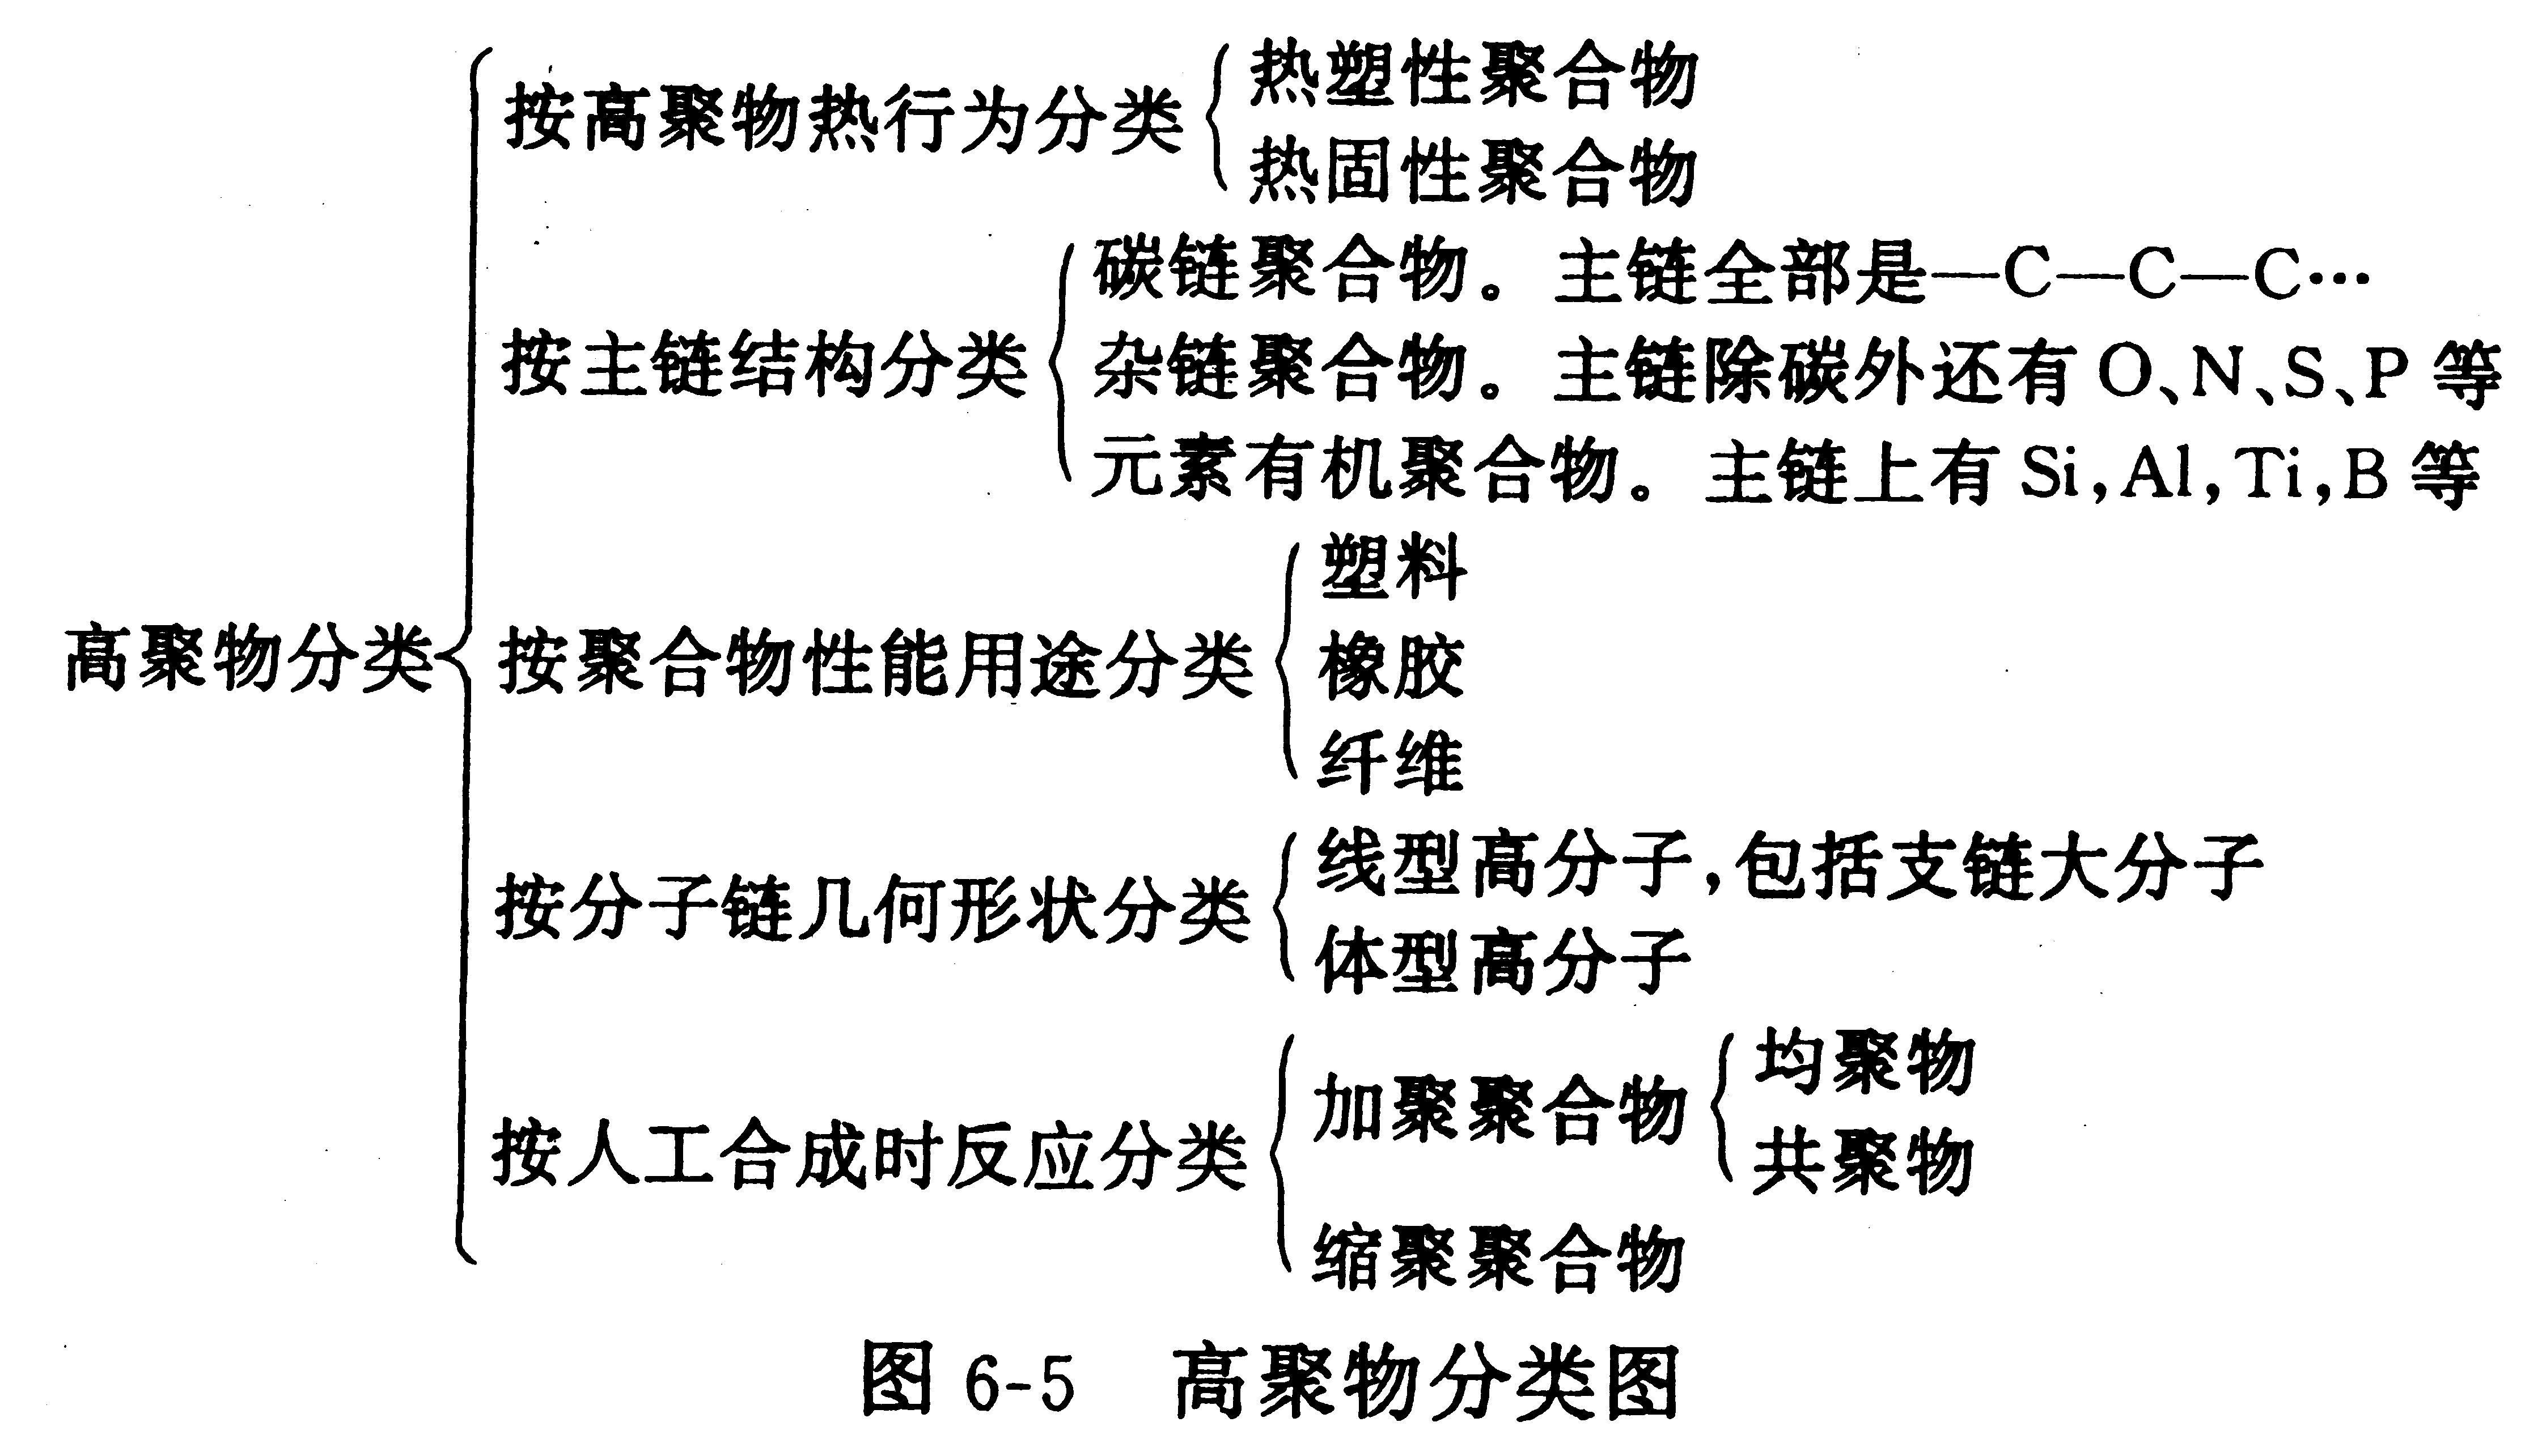 高聚物分类
按高聚物热行为分类
热塑性聚合物
热固性聚合物
按主链结构分类
碳链聚合物。主链全部是—C—C—C…
杂链聚合物。主链除碳外还有 O、N、S、P 等
元素有机聚合物。主链上有 Si,Al,Ti,B 等
按聚合物性能用途分类
塑料
橡胶
纤维
按分子链几何形状分类
线型高分子,包括支链大分子
体型高分子
按人工合成时反应分类
加聚聚合物
均聚物
共聚物
缩聚聚合物
图 6-5 高聚物分类图